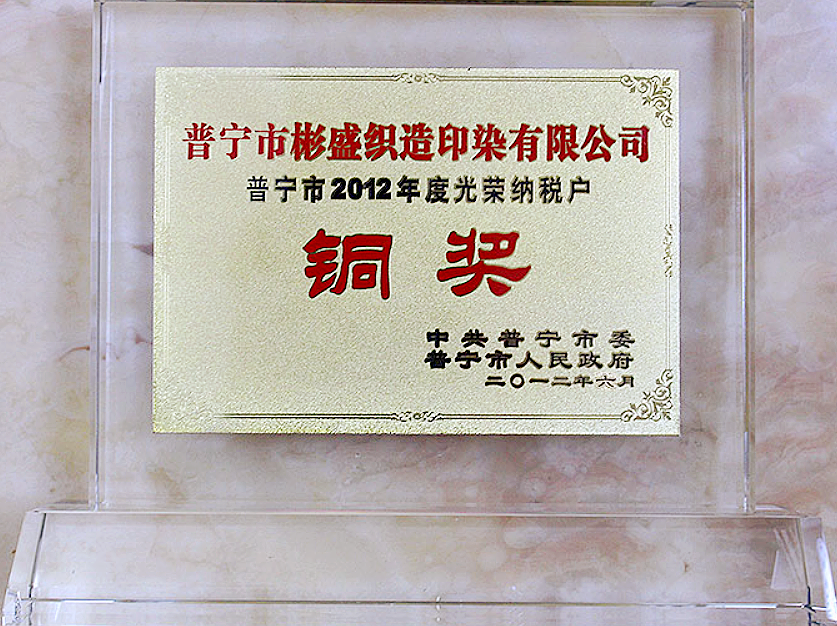 普宁市彬盛织造印染有限公司
普宁市2012年度光荣纳税户
铜奖
中共普宁市委
普宁市人民政府
二〇一二年六月